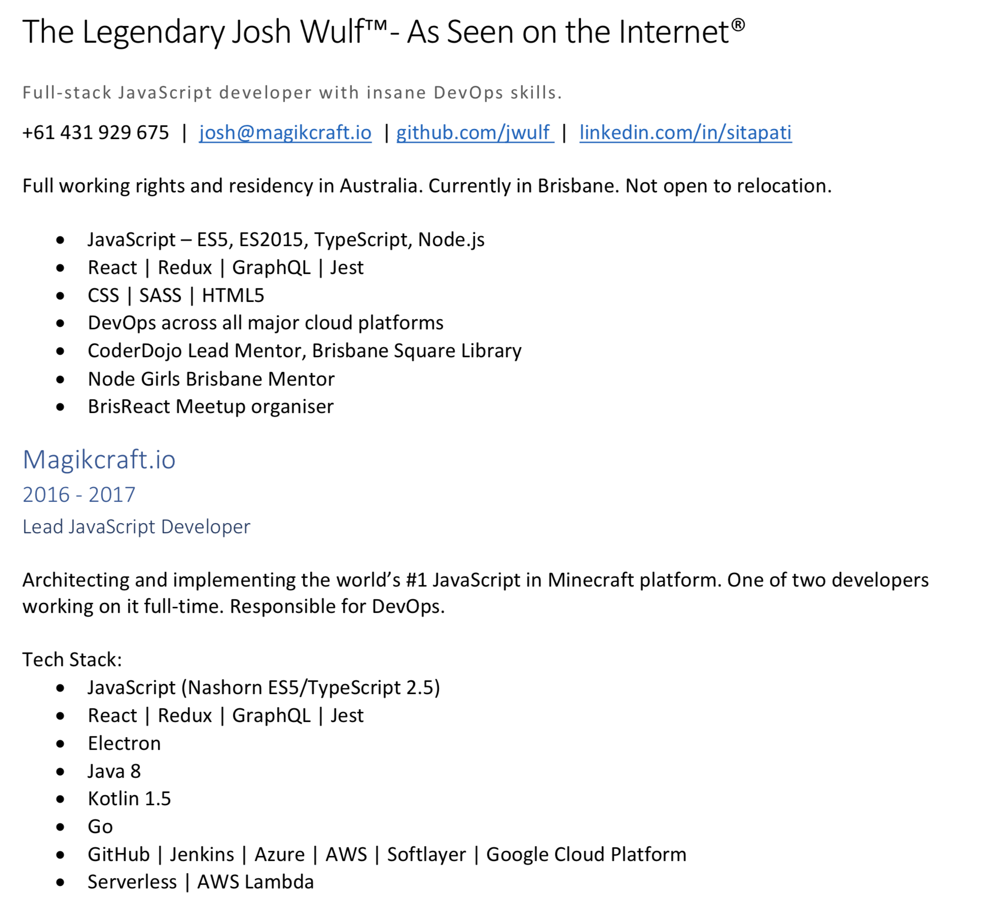 The Legendary Josh Wulf™- As Seen on the Internet®
Full-stack JavaScript developer with insane DevOps skills.
+61 431 929 675 | josh@magikcraft.io | github.com/jwulf | linkedin.com/in/sitapati
Full working rights and residency in Australia. Currently in Brisbane. Not open to relocation.
• JavaScript – ES5, ES2015, TypeScript, Node.js
• React | Redux | GraphQL | Jest
• CSS | SASS | HTML5
• DevOps across all major cloud platforms
• CoderDojo Lead Mentor, Brisbane Square Library
• Node Girls Brisbane Mentor
• BrisReact Meetup organiser
Magikcraft.io
2016 - 2017
Lead JavaScript Developer
Architecting and implementing the world’s #1 JavaScript in Minecraft platform. One of two developers
working on it full-time. Responsible for DevOps.
Tech Stack:
• JavaScript (Nashorn ES5/TypeScript 2.5)
• React | Redux | GraphQL | Jest
• Electron
• Java 8
• Kotlin 1.5
• Go
• GitHub | Jenkins | Azure | AWS | Softlayer | Google Cloud Platform
• Serverless | AWS Lambda